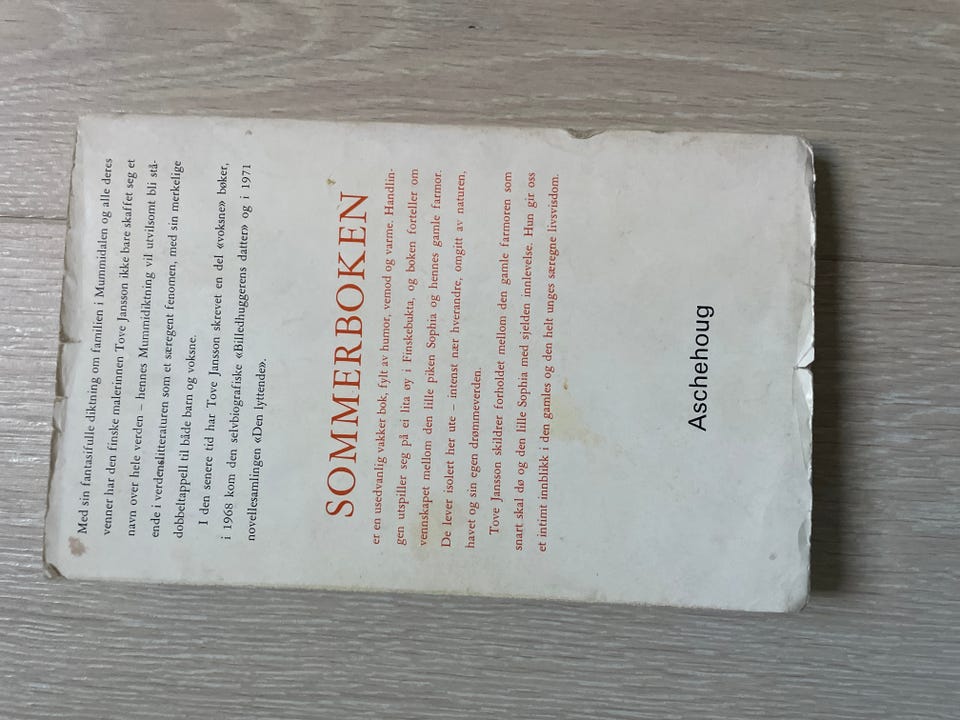 Med sin fantasifulle diktning om familien i Mummidalen og alle deres
venner har den finske malerinnen Tove Jansson ikke bare skaffet seg et
navn over hele verden – hennes Mummidiktning vil utvilsomt bli stå-
ende i verdenslitteraturen som et særegent fenomen, med sin merkelige
dobbeltappell til både barn og voksne.
I den senere tid har Tove Jansson skrevet en del «voksne» bøker,
i 1968 kom den selvbiografiske «Billedhuggerens datter» og i 1971
novellesamlingen «Den lyttende».
SOMMERBOKEN
er en usedvanlig vakker bok, fylt av humor, vemod og varme. Handlin-
gen utspiller seg på ei lita øy i Finskebukta, og boken forteller om
vennskapet mellom den lille piken Sophia og hennes gamle farmor.
De lever isolert her ute – intenst nær hverandre, omgitt av naturen,
havet og sin egen drømmeverden.
Tove Jansson skildrer forholdet mellom den gamle farmoren som
snart skal dø og den lille Sophia med sjelden innlevelse. Hun gir oss
et intimt innblikk i den gamles og den helt unges særegne livsvisdom.
Aschehoug